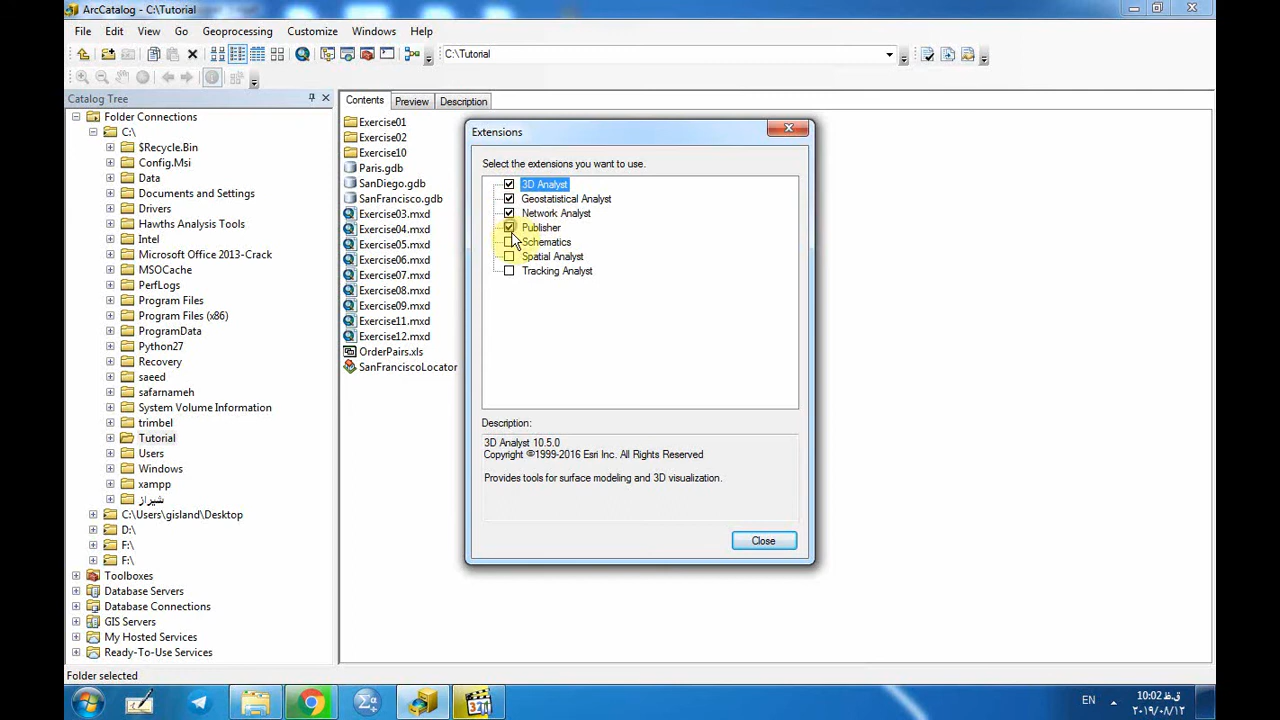 ArcCatalog - C:\Tutorial
File Edit View Go Geoprocessing Customize Windows Help
C:\Tutorial
Catalog Tree
Folder Connections
C:\
$Recycle.Bin
Config.Msi
Data
Documents and Settings
Drivers
Hawths Analysis Tools
Intel
Microsoft Office 2013-Crack
MSOCache
PerfLogs
Program Files
Program Files (x86)
ProgramData
Python27
Recovery
saeed
safarnameh
System Volume Information
trimbel
Tutorial
Users
Windows
xampp
شیراز
C:\Users\gisland\Desktop
D:\
F:\
F:\
Toolboxes
Database Servers
Database Connections
GIS Servers
My Hosted Services
Ready-To-Use Services
Contents Preview Description
Exercise01
Exercise02
Exercise10
Paris.gdb
SanDiego.gdb
SanFrancisco.gdb
Exercise03.mxd
Exercise04.mxd
Exercise05.mxd
Exercise06.mxd
Exercise07.mxd
Exercise08.mxd
Exercise09.mxd
Exercise11.mxd
Exercise12.mxd
OrderPairs.xls
SanFranciscoLocator
Extensions
Select the extensions you want to use.
3D Analyst
Geostatistical Analyst
Network Analyst
Publisher
Schematics
Spatial Analyst
Tracking Analyst
Description:
3D Analyst 10.5.0
Copyright ©1999-2016 Esri Inc. All Rights Reserved
Provides tools for surface modeling and 3D visualization.
Close
Folder selected
EN
10:02 ق.ظ
۲۰۱۹/۰۸/۱۲